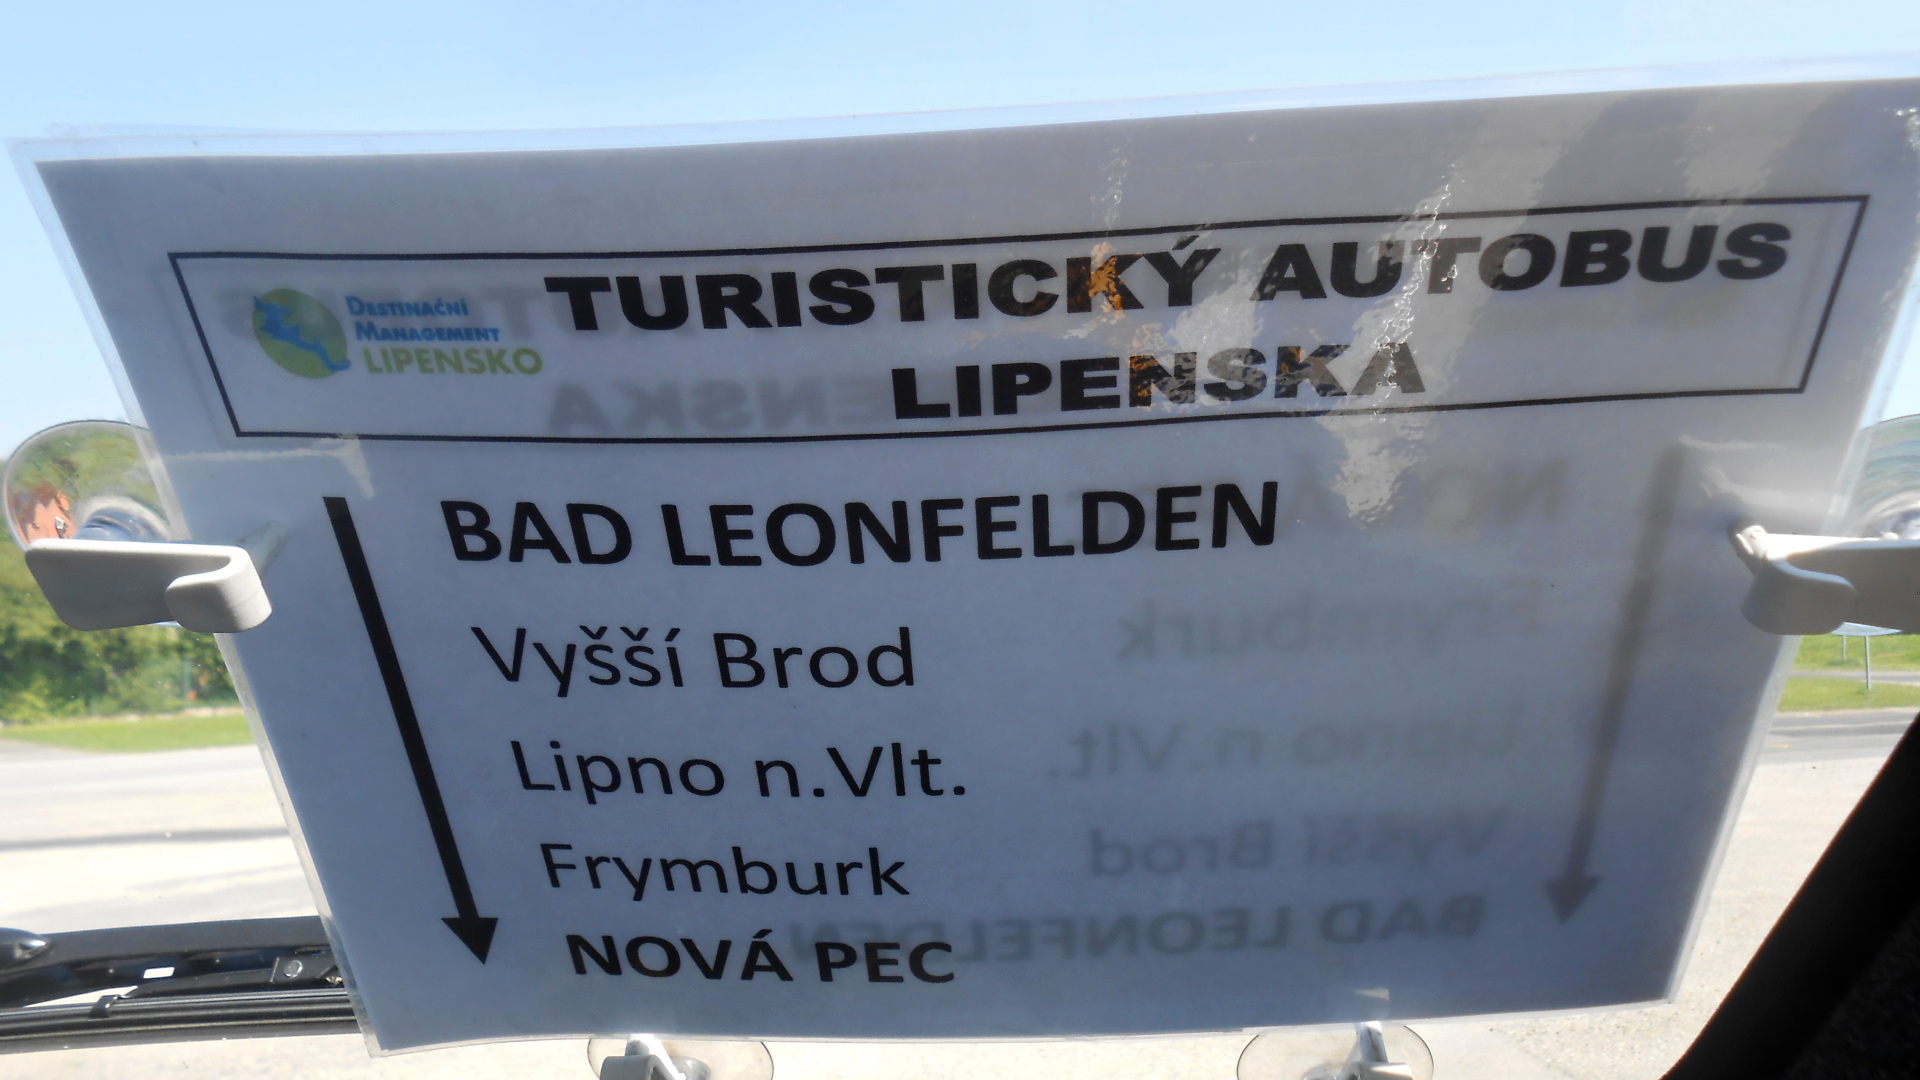 DESTINAČNÍ
MANAGEMENT
LIPENSKO
TURISTICKÝ AUTOBUS
LIPENSKA
BAD LEONFELDEN
Vyšší Brod
Lipno n.Vlt.
Frymburk
NOVÁ PEC